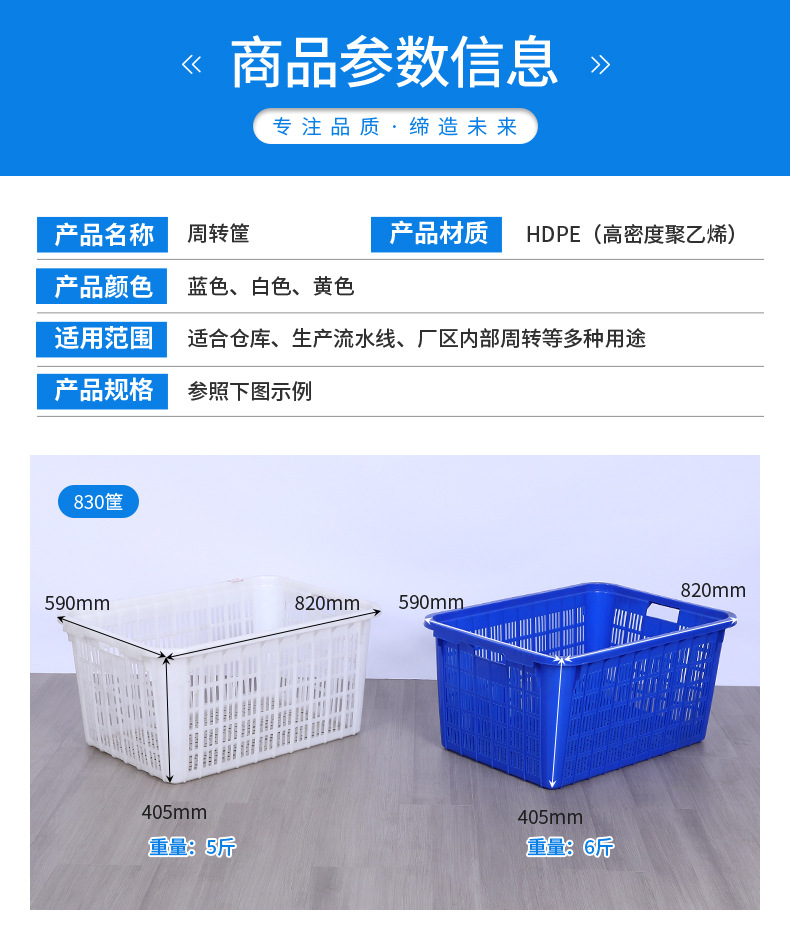 « 商品参数信息 »
专注品质·缔造未来
产品名称 周转筐 产品材质 HDPE（高密度聚乙烯）
产品颜色 蓝色、白色、黄色
适用范围 适合仓库、生产流水线、厂区内部周转等多种用途
产品规格 参照下图示例
830筐
590mm 820mm 590mm 820mm
405mm 405mm
重量：5斤 重量：6斤